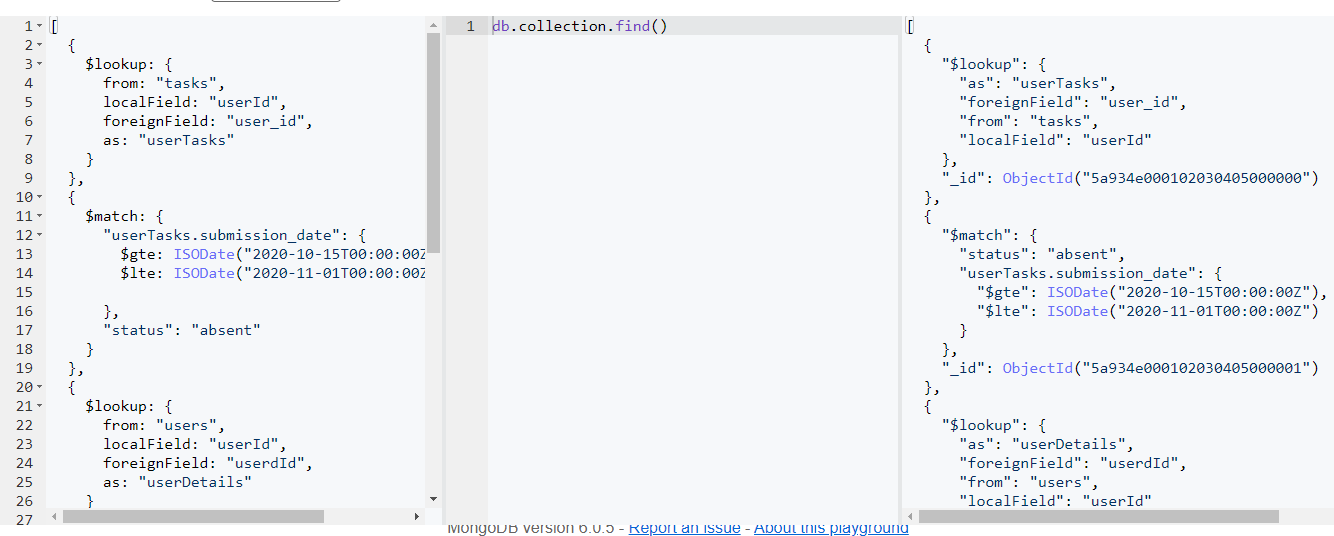 1 [
2 {
3 $lookup: {
4 from: "tasks",
5 localField: "userId",
6 foreignField: "user_id",
7 as: "userTasks"
8 }
9 },
10 {
11 $match: {
12 "userTasks.submission_date": {
13 $gte: ISODate("2020-10-15T00:00:00Z
14 $lte: ISODate("2020-11-01T00:00:00Z
15
16 },
17 "status": "absent"
18 }
19 },
20 {
21 $lookup: {
22 from: "users",
23 localField: "userId",
24 foreignField: "userdId",
25 as: "userDetails"
26 }
27
1 db.collection.find()
[
{
"$lookup": {
"as": "userTasks",
"foreignField": "user_id",
"from": "tasks",
"localField": "userId"
},
"_id": ObjectId("5a934e000102030405000000")
},
{
"$match": {
"status": "absent",
"userTasks.submission_date": {
"$gte": ISODate("2020-10-15T00:00:00Z"),
"$lte": ISODate("2020-11-01T00:00:00Z")
}
},
"_id": ObjectId("5a934e000102030405000001")
},
{
"$lookup": {
"as": "userDetails",
"foreignField": "userdId",
"from": "users",
"localField": "userId"
MongoDB version 6.0.5 - Report an issue - About this playground